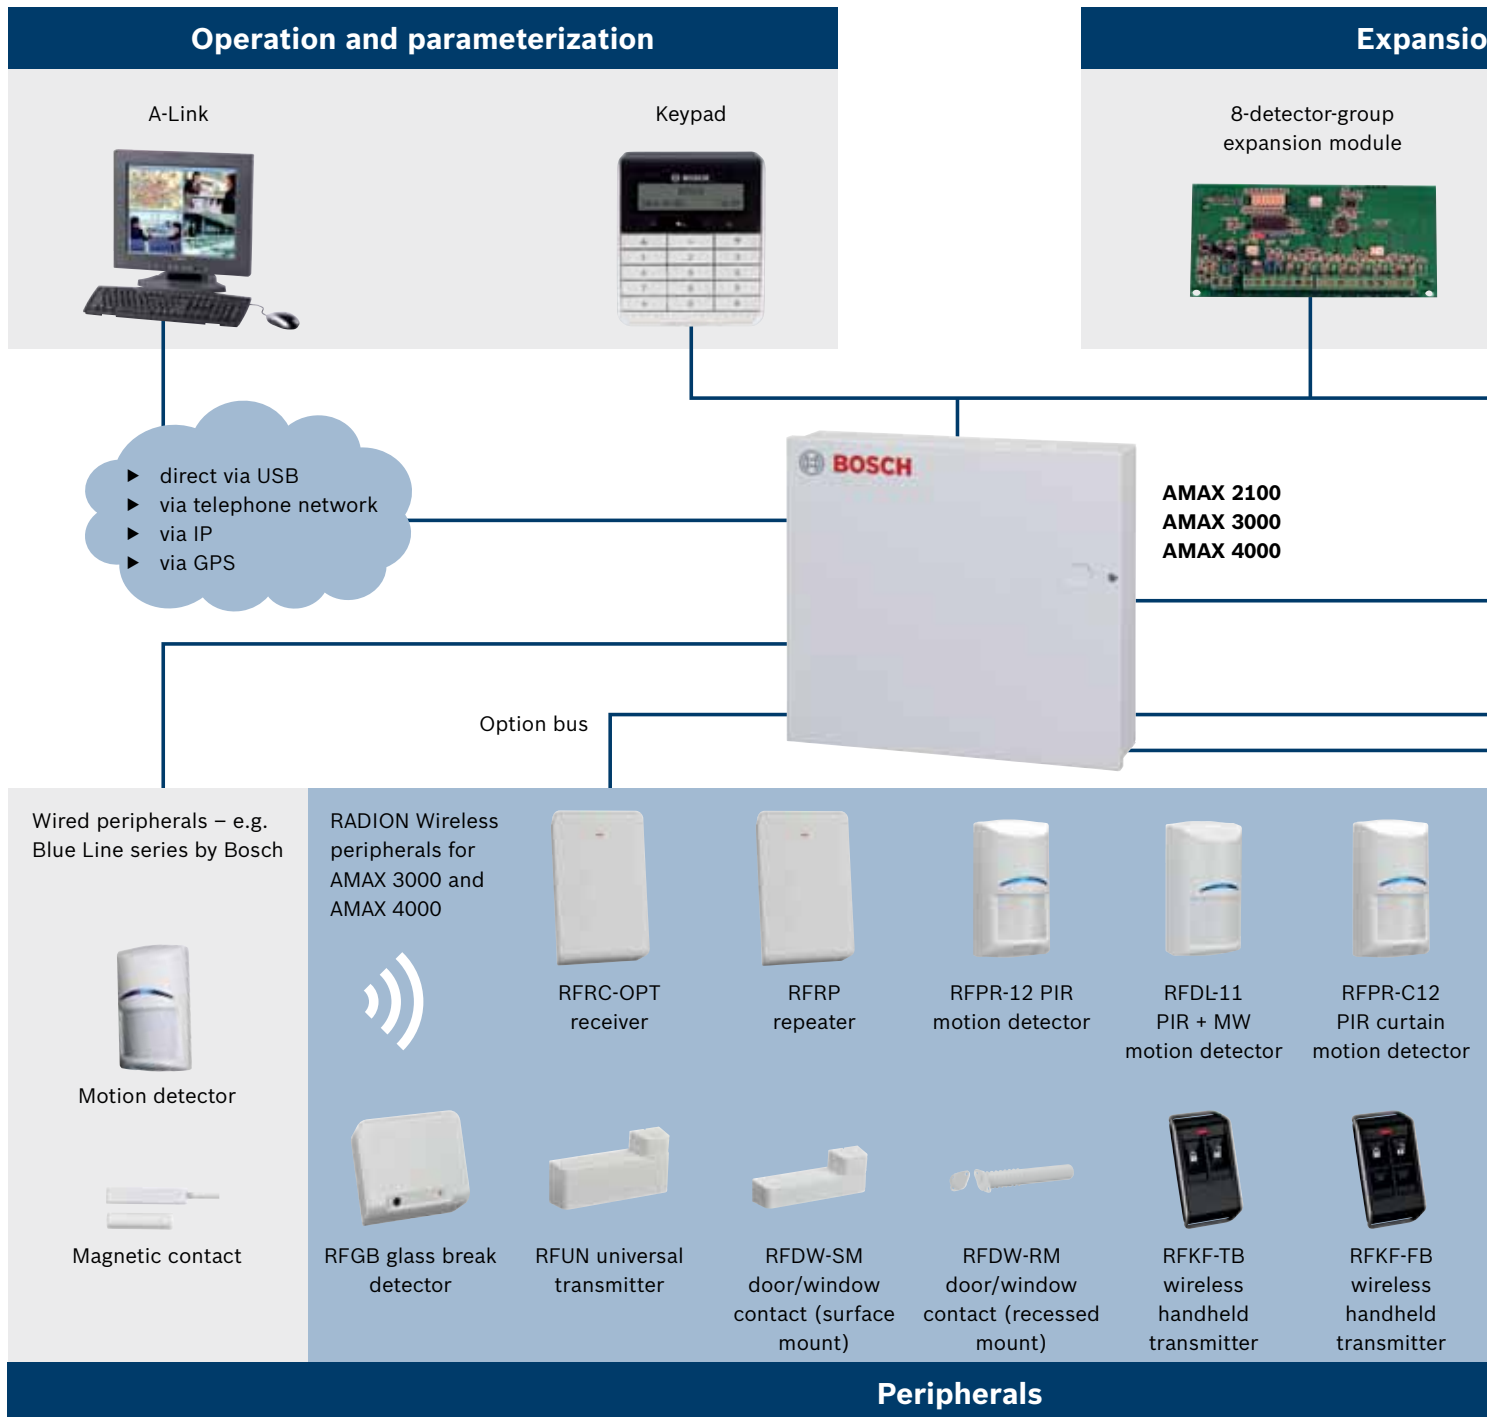 Operation and parameterization
Expansio
A-Link
Keypad
8-detector-group
expansion module
BOSCH
▶ direct via USB
▶ via telephone network
▶ via IP
▶ via GPS
BOSCH
AMAX 2100
AMAX 3000
AMAX 4000
Option bus
Wired peripherals – e.g.
Blue Line series by Bosch
Motion detector
Magnetic contact
RADION Wireless
peripherals for
AMAX 3000 and
AMAX 4000
RFRC-OPT
receiver
RFRP
repeater
RFPR-12 PIR
motion detector
RFDL-11
PIR + MW
motion detector
RFPR-C12
PIR curtain
motion detector
RFGB glass break
detector
RFUN universal
transmitter
RFDW-SM
door/window
contact (surface
mount)
RFDW-RM
door/window
contact (recessed
mount)
RFKF-TB
wireless
handheld
transmitter
RFKF-FB
wireless
handheld
transmitter
Peripherals